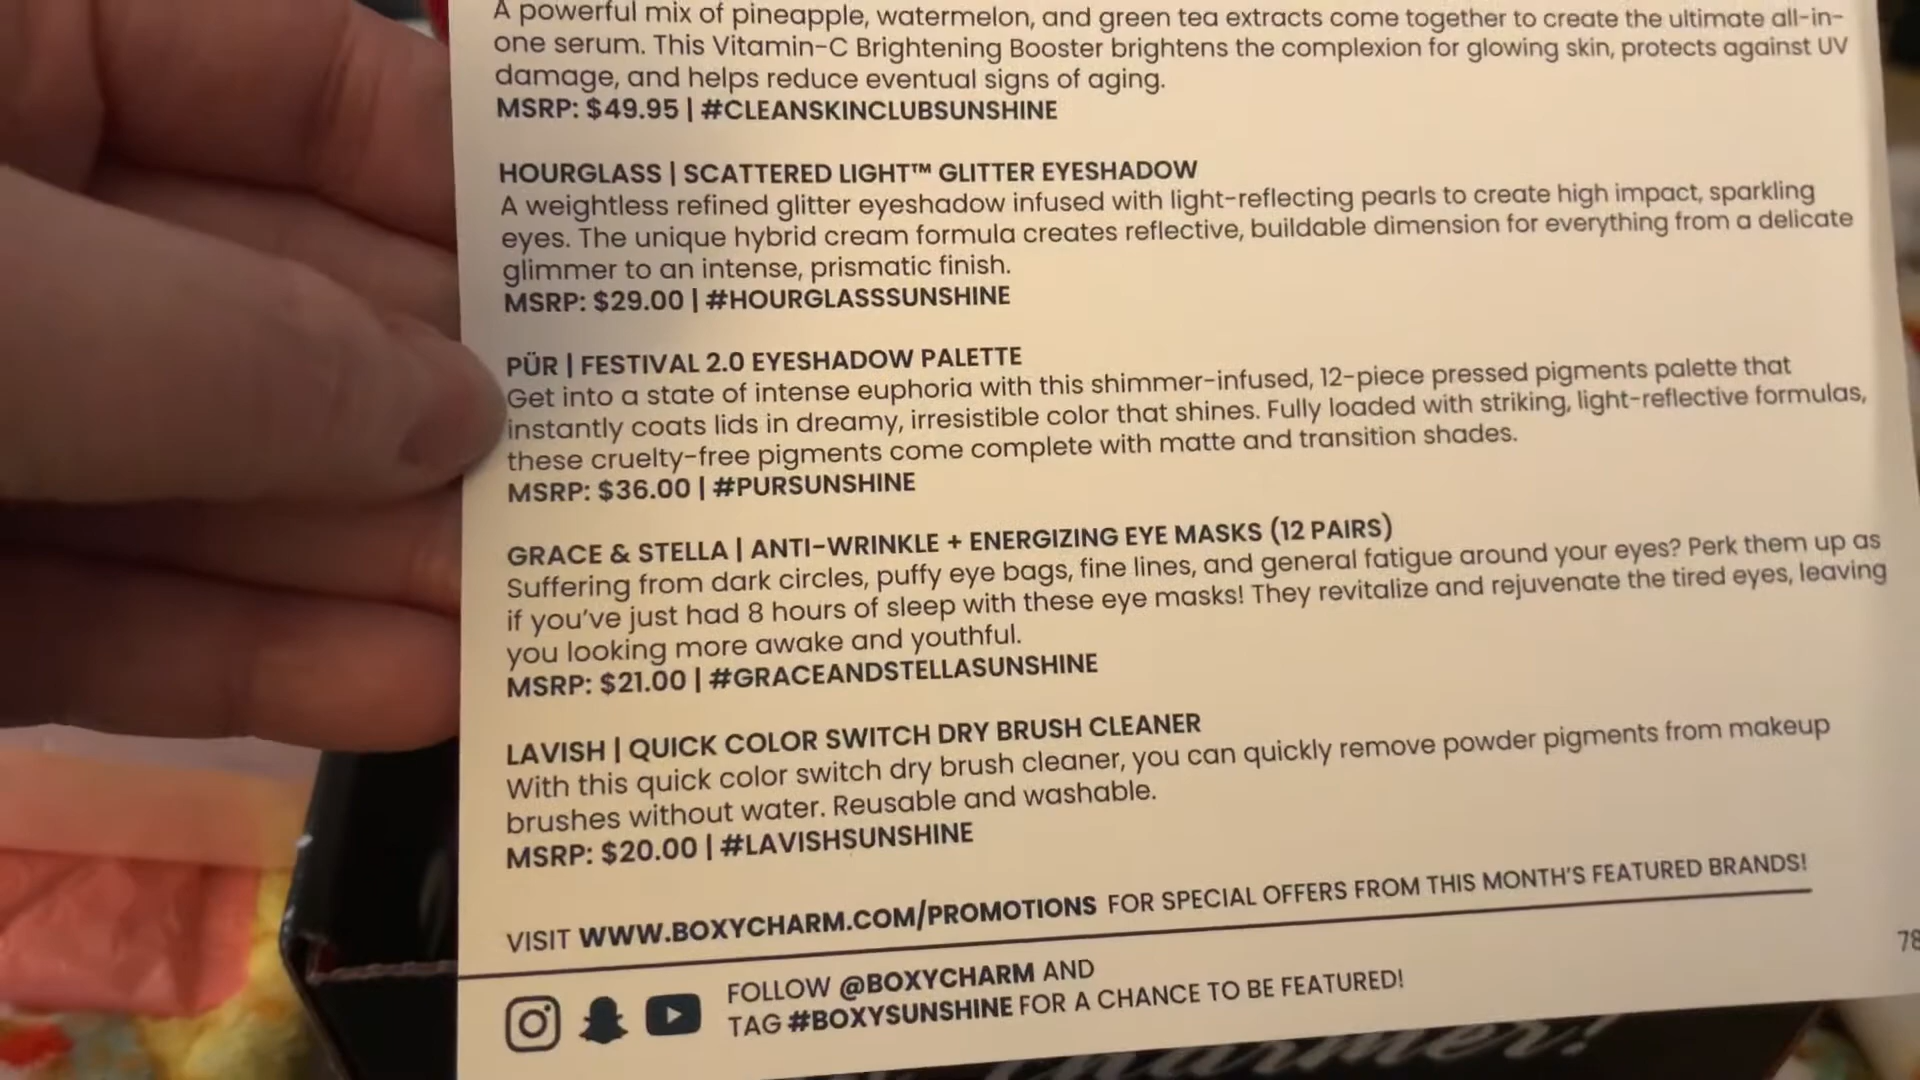 A powerful mix of pineapple, watermelon, and green tea extracts come together to create the ultimate all-in-
one serum. This Vitamin-C Brightening Booster brightens the complexion for glowing skin, protects against UV
damage, and helps reduce eventual signs of aging.
MSRP: $49.95 | #CLEANSKINCLUBSUNSHINE
HOURGLASS | SCATTERED LIGHT™ GLITTER EYESHADOW
A weightless refined glitter eyeshadow infused with light-reflecting pearls to create high impact, sparkling
eyes. The unique hybrid cream formula creates reflective, buildable dimension for everything from a delicate
glimmer to an intense, prismatic finish.
MSRP: $29.00 | #HOURGLASSSUNSHINE
PÜR | FESTIVAL 2.0 EYESHADOW PALETTE
Get into a state of intense euphoria with this shimmer-infused, 12-piece pressed pigments palette that
instantly coats lids in dreamy, irresistible color that shines. Fully loaded with striking, light-reflective formulas,
these cruelty-free pigments come complete with matte and transition shades.
MSRP: $36.00 | #PURSUNSHINE
GRACE & STELLA | ANTI-WRINKLE + ENERGIZING EYE MASKS (12 PAIRS)
Suffering from dark circles, puffy eye bags, fine lines, and general fatigue around your eyes? Perk them up as
if you've just had 8 hours of sleep with these eye masks! They revitalize and rejuvenate the tired eyes, leaving
you looking more awake and youthful.
MSRP: $21.00 | #GRACEANDSTELLASUNSHINE
LAVISH | QUICK COLOR SWITCH DRY BRUSH CLEANER
With this quick color switch dry brush cleaner, you can quickly remove powder pigments from makeup
brushes without water. Reusable and washable.
MSRP: $20.00 | #LAVISHSUNSHINE
VISIT WWW.BOXYCHARM.COM/PROMOTIONS FOR SPECIAL OFFERS FROM THIS MONTH'S FEATURED BRANDS!
78
FOLLOW @BOXYCHARM AND
TAG #BOXYSUNSHINE FOR A CHANCE TO BE FEATURED!